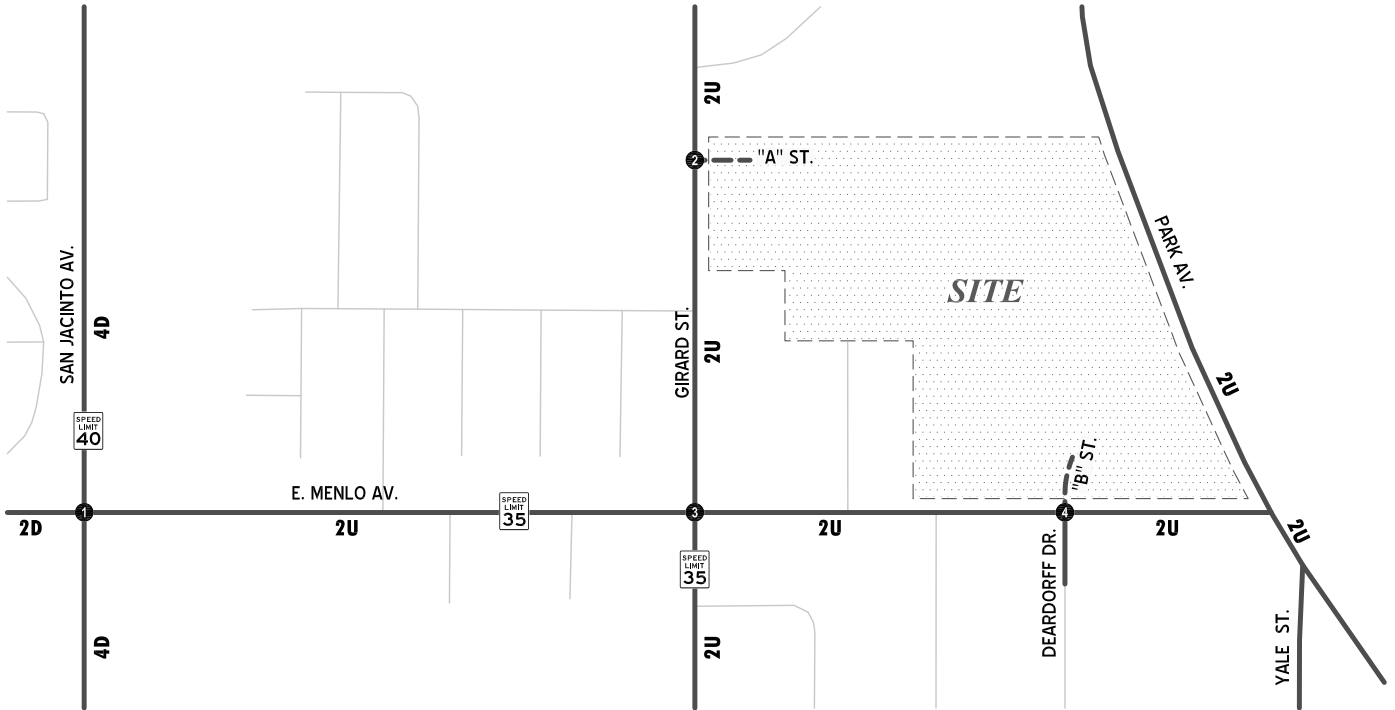 2U
2
"A" ST.
PARK AV.
SAN JACINTO AV.
4D
SITE
GIRARD ST.
2U
2U
SPEED
LIMIT
40
"B" ST.
E. MENLO AV.
SPEED
LIMIT
35
1
3
4
2D
2U
2U
2U
2U
DEARDORFF DR.
SPEED
LIMIT
35
4D
2U
YALE ST.